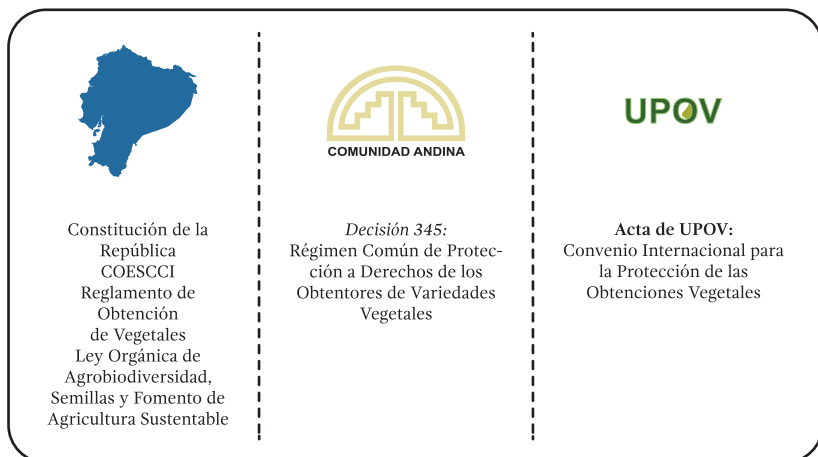 Constitución de la
República
COESCCI
Reglamento de
Obtención
de Vegetales
Ley Orgánica de
Agrobiodiversidad,
Semillas y Fomento de
Agricultura Sustentable
COMUNIDAD ANDINA
Decisión 345:
Régimen Común de Protec-
ción a Derechos de los
Obtentores de Variedades
Vegetales
UPOV
Acta de UPOV:
Convenio Internacional para
la Protección de las
Obtenciones Vegetales